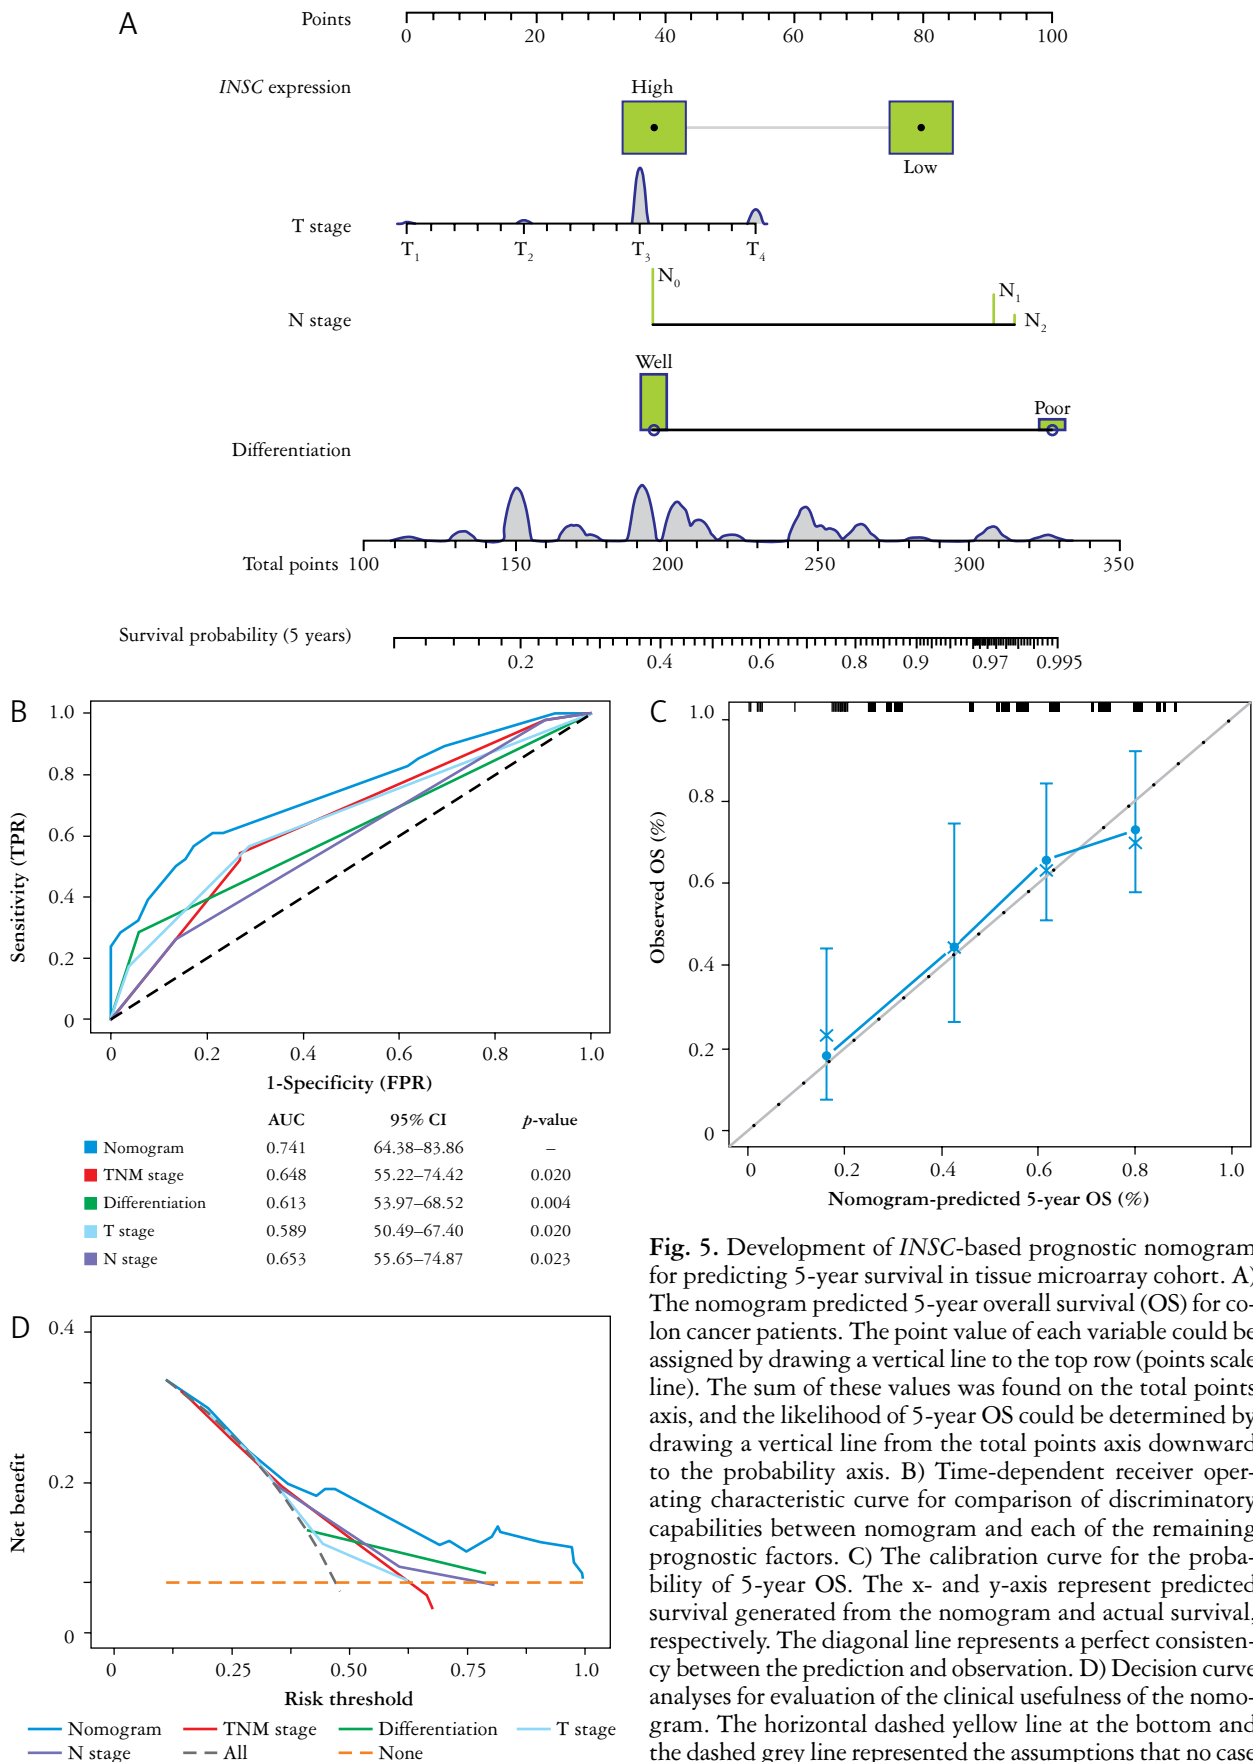 A
Points
0 20 40 60 80 100
INSC expression
High
Low
T stage
T1 T2 T3 T4
N0
N stage
N1
N2
Well
Poor
Differentiation
Total points 100 150 200 250 300 350
Survival probability (5 years)
0.2 0.4 0.6 0.8 0.9 0.97 0.995
B
Sensitivity (TPR)
1.0
0.8
0.6
0.4
0.2
0
0 0.2 0.4 0.6 0.8 1.0
1-Specificity (FPR)
AUC 95% CI p-value
Nomogram 0.741 64.38–83.86 –
TNM stage 0.648 55.22–74.42 0.020
Differentiation 0.613 53.97–68.52 0.004
T stage 0.589 50.49–67.40 0.020
N stage 0.653 55.65–74.87 0.023
C
Observed OS (%)
1.0
0.8
0.6
0.4
0.2
0
0 0.2 0.4 0.6 0.8 1.0
Nomogram-predicted 5-year OS (%)
D
Net benefit
0.4
0.2
0
0 0.25 0.50 0.75 1.0
Risk threshold
Nomogram TNM stage Differentiation T stage
N stage All None
Fig. 5. Development of INSC-based prognostic nomogram
for predicting 5-year survival in tissue microarray cohort. A)
The nomogram predicted 5-year overall survival (OS) for co-
lon cancer patients. The point value of each variable could be
assigned by drawing a vertical line to the top row (points scale
line). The sum of these values was found on the total points
axis, and the likelihood of 5-year OS could be determined by
drawing a vertical line from the total points axis downward
to the probability axis. B) Time-dependent receiver oper-
ating characteristic curve for comparison of discriminatory
capabilities between nomogram and each of the remaining
prognostic factors. C) The calibration curve for the proba-
bility of 5-year OS. The x- and y-axis represent predicted
survival generated from the nomogram and actual survival,
respectively. The diagonal line represents a perfect consisten-
cy between the prediction and observation. D) Decision curve
analyses for evaluation of the clinical usefulness of the nomo-
gram. The horizontal dashed yellow line at the bottom and
the dashed grey line represented the assumptions that no case